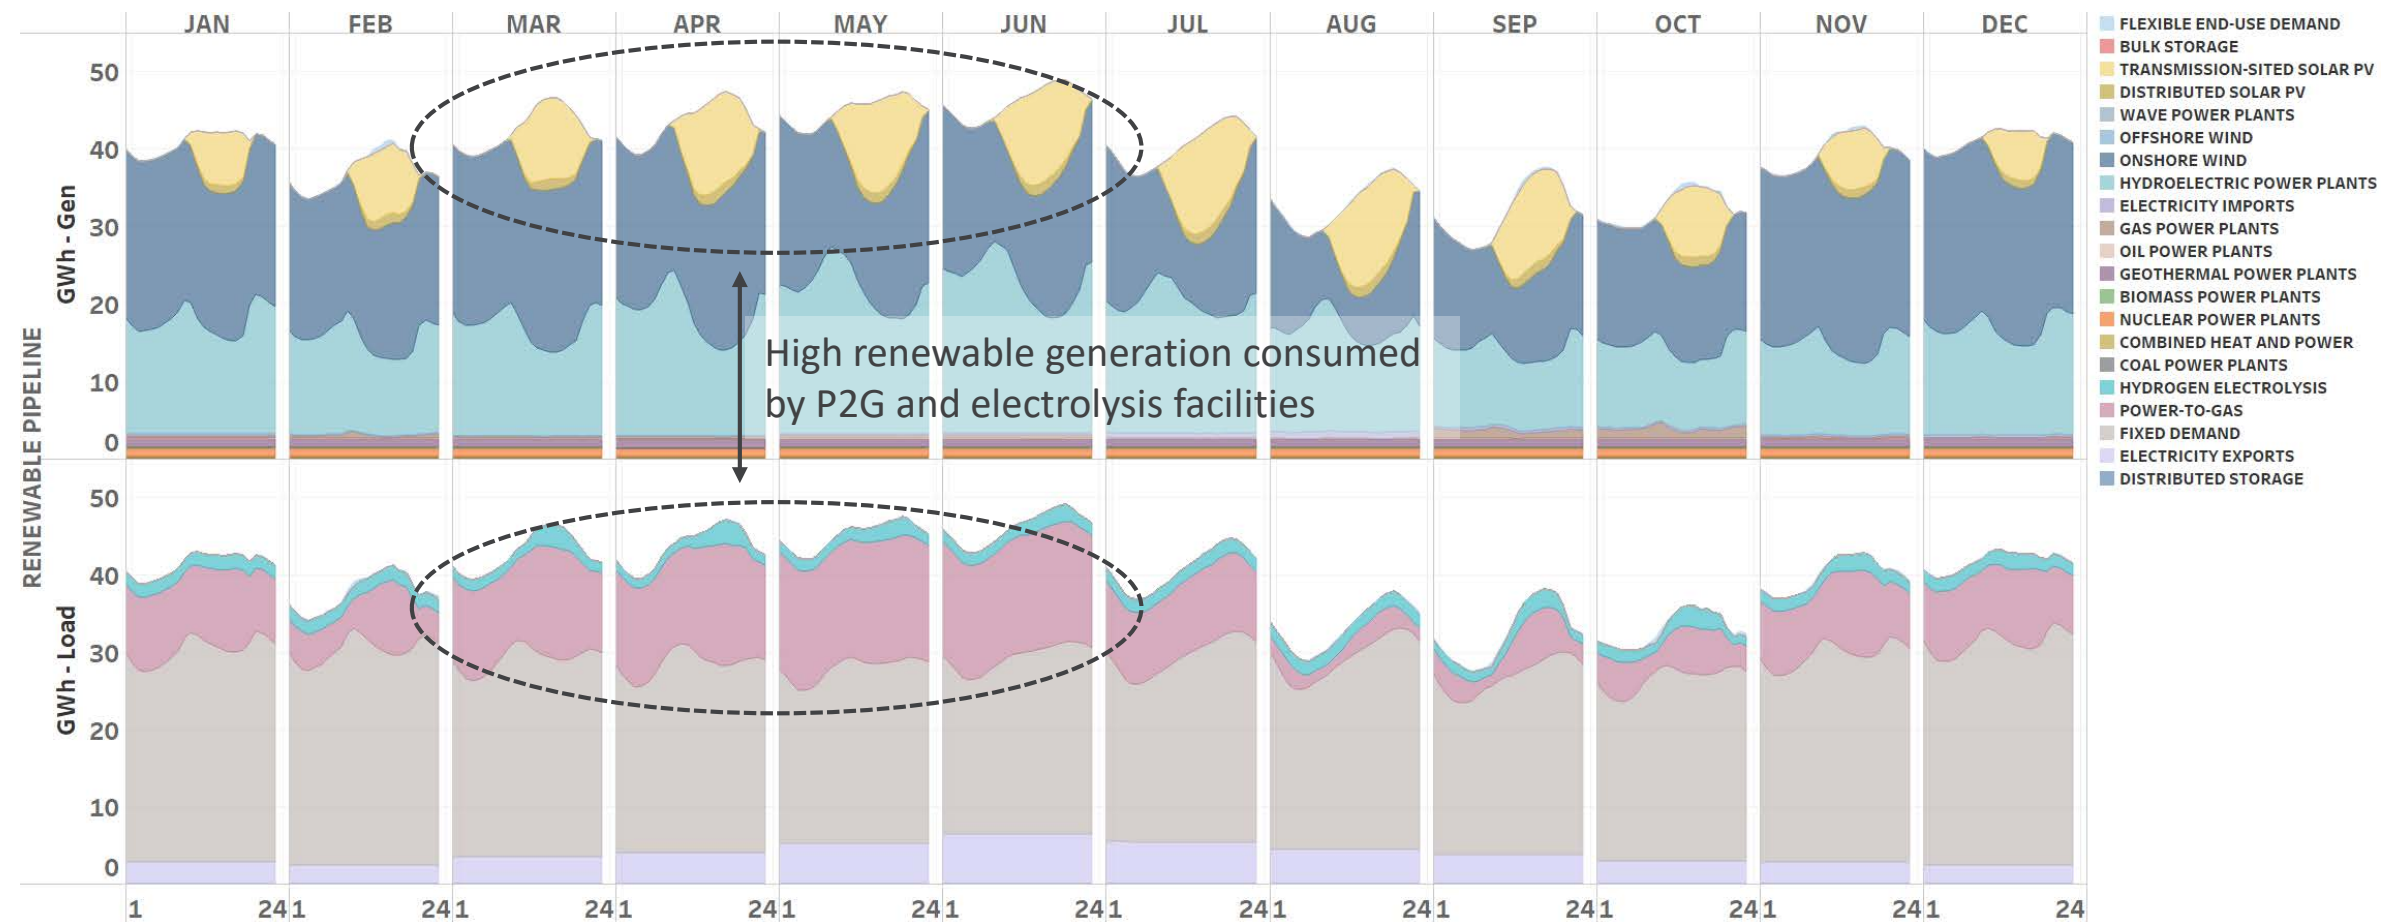 JAN FEB MAR APR MAY JUN JUL AUG SEP OCT NOV DEC
50
40
30
20
10
0
GWh - Gen
RENEWABLE PIPELINE
High renewable generation consumed
by P2G and electrolysis facilities
50
40
30
20
10
0
GWh - Load
1 24 1 24 1 24 1 24 1 24 1 24 1 24 1 24 1 24 1 24 1 24 1 24
FLEXIBLE END-USE DEMAND
BULK STORAGE
TRANSMISSION-SITED SOLAR PV
DISTRIBUTED SOLAR PV
WAVE POWER PLANTS
OFFSHORE WIND
ONSHORE WIND
HYDROELECTRIC POWER PLANTS
ELECTRICITY IMPORTS
GAS POWER PLANTS
OIL POWER PLANTS
GEOTHERMAL POWER PLANTS
BIOMASS POWER PLANTS
NUCLEAR POWER PLANTS
COMBINED HEAT AND POWER
COAL POWER PLANTS
HYDROGEN ELECTROLYSIS
POWER-TO-GAS
FIXED DEMAND
ELECTRICITY EXPORTS
DISTRIBUTED STORAGE